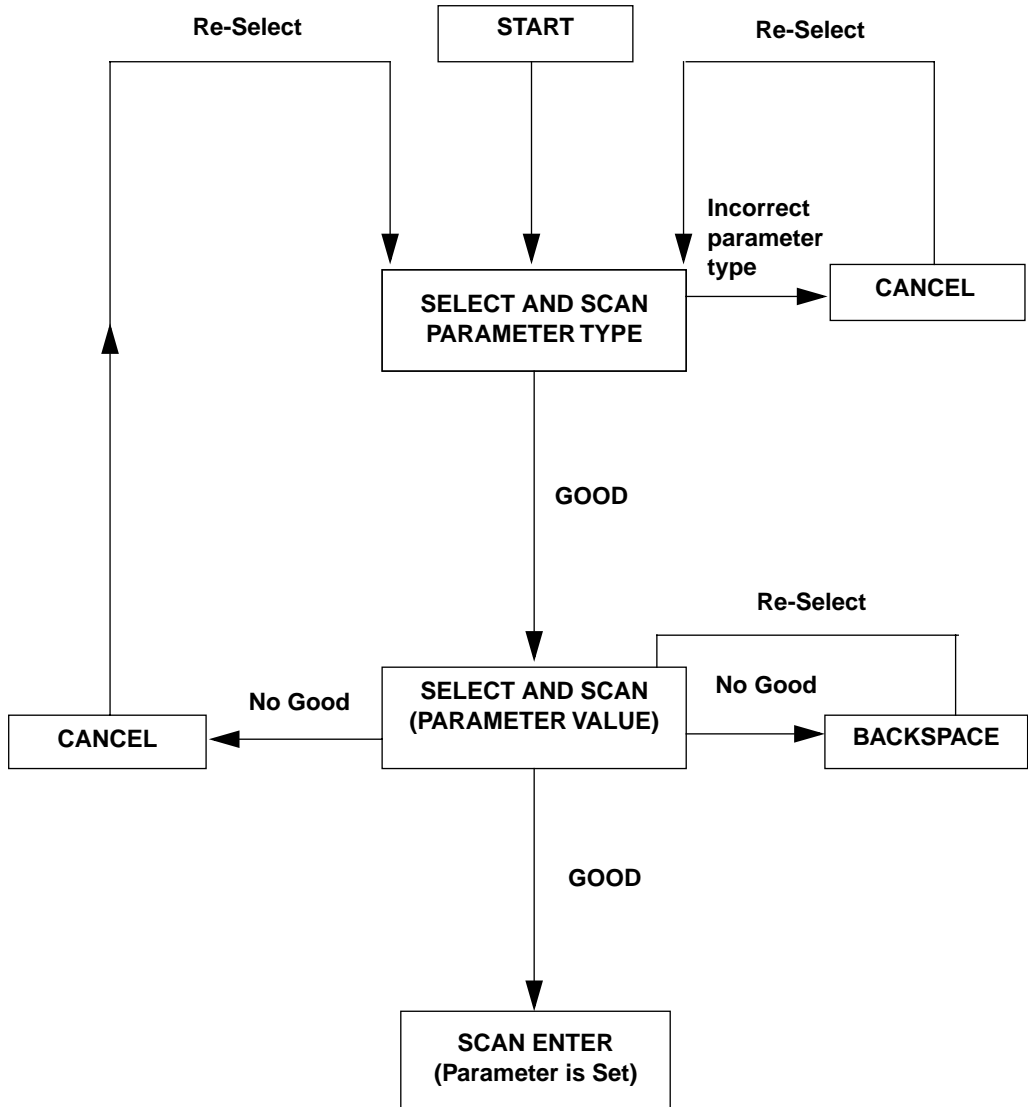 Re-Select
START
Re-Select
Incorrect
parameter
type
SELECT AND SCAN
PARAMETER TYPE
CANCEL
GOOD
Re-Select
No Good
SELECT AND SCAN
(PARAMETER VALUE)
No Good
CANCEL
BACKSPACE
GOOD
SCAN ENTER
(Parameter is Set)